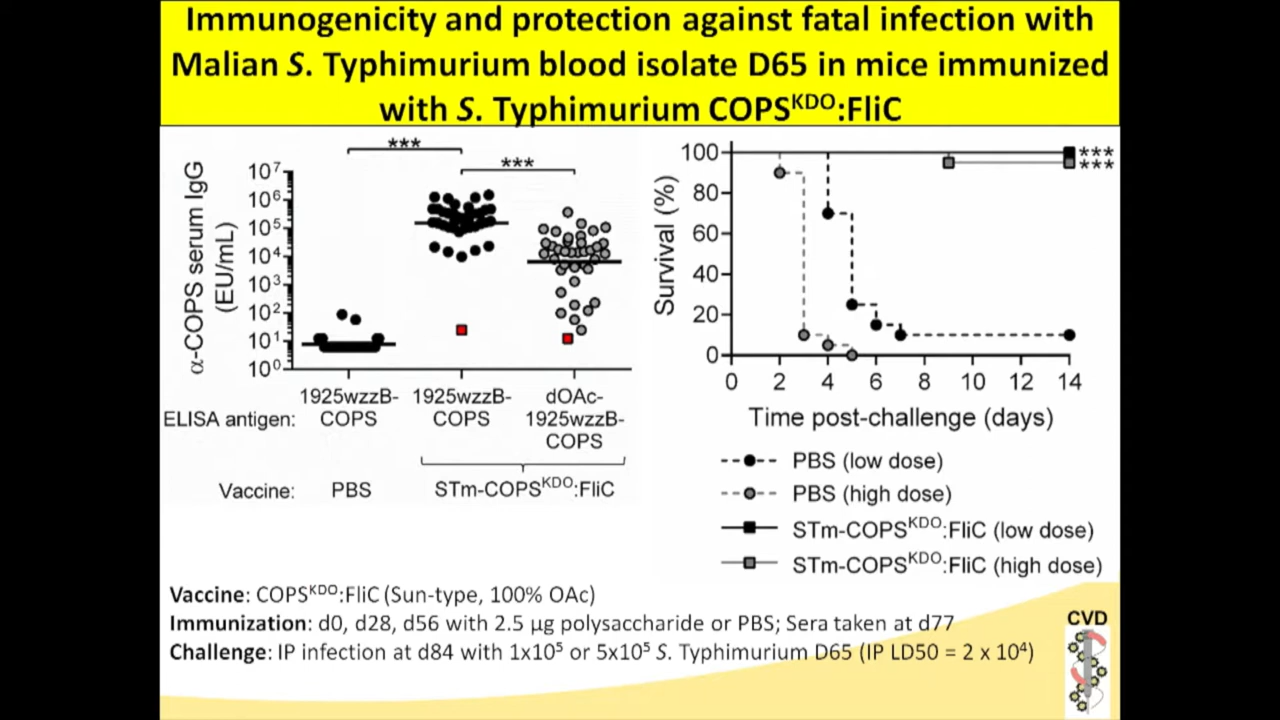 Immunogenicity and protection against fatal infection with
Malian S. Typhimurium blood isolate D65 in mice immunized
with S. Typhimurium COPSᴷᴰᴼ:FliC
α-COPS serum IgG
(EU/mL)
10⁷
10⁶
10⁵
10⁴
10³
10²
10¹
10⁰
***
***
1925wzzB-
COPS
1925wzzB-
COPS
dOAc-
1925wzzB-
COPS
ELISA antigen:
Vaccine:
PBS
STm-COPSᴷᴰᴼ:FliC
Survival (%)
100
80
60
40
20
0
***
***
0 2 4 6 8 10 12 14
Time post-challenge (days)
PBS (low dose)
PBS (high dose)
STm-COPSᴷᴰᴼ:FliC (low dose)
STm-COPSᴷᴰᴼ:FliC (high dose)
Vaccine: COPSᴷᴰᴼ:FliC (Sun-type, 100% OAc)
Immunization: d0, d28, d56 with 2.5 µg polysaccharide or PBS; Sera taken at d77
Challenge: IP infection at d84 with 1x10⁵ or 5x10⁵ S. Typhimurium D65 (IP LD50 = 2 x 10⁴)
CVD